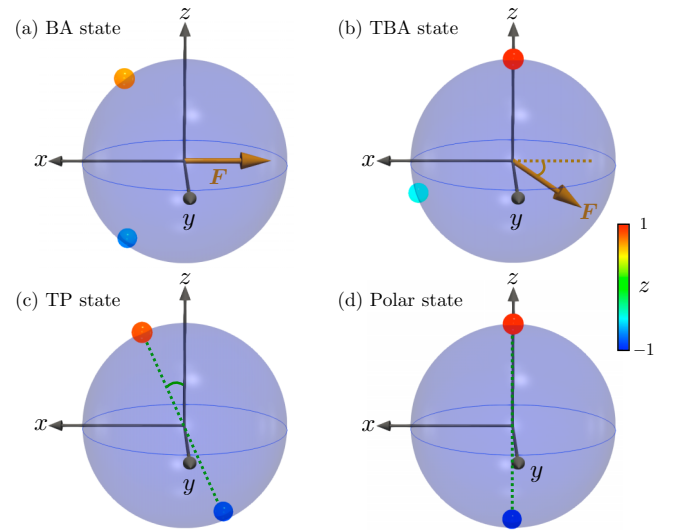 (a) BA state
z
x
F
y
(b) TBA state
z
x
F
y
1
z
−1
(c) TP state
z
x
y
(d) Polar state
z
x
y